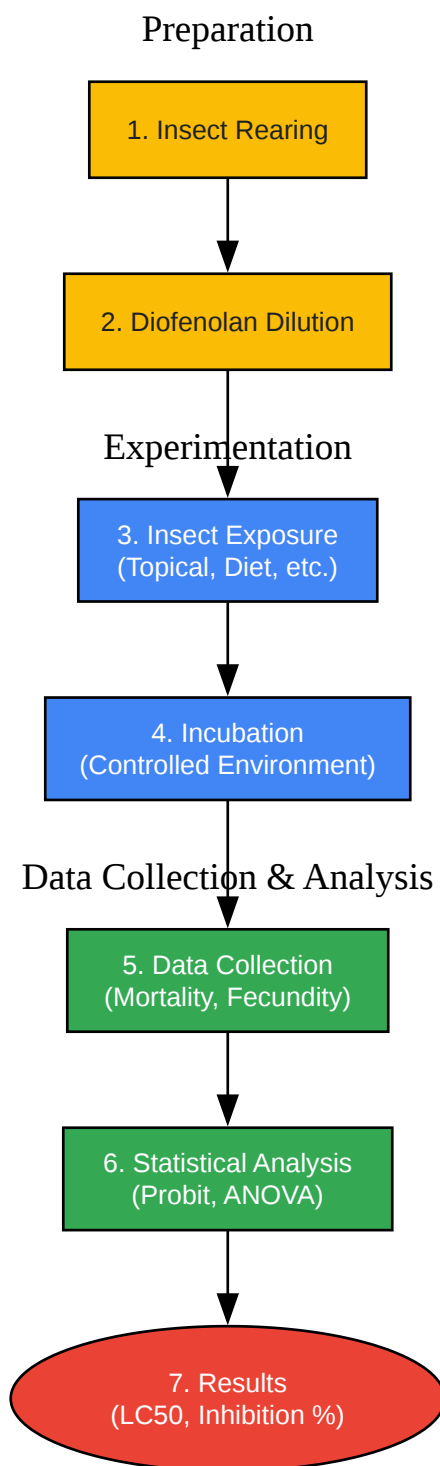 Preparation
1. Insect Rearing
2. Diofenolan Dilution
Experimentation
3. Insect Exposure
(Topical, Diet, etc.)
4. Incubation
(Controlled Environment)
Data Collection & Analysis
5. Data Collection
(Mortality, Fecundity)
6. Statistical Analysis
(Probit, ANOVA)
7. Results
(LC50, Inhibition %)